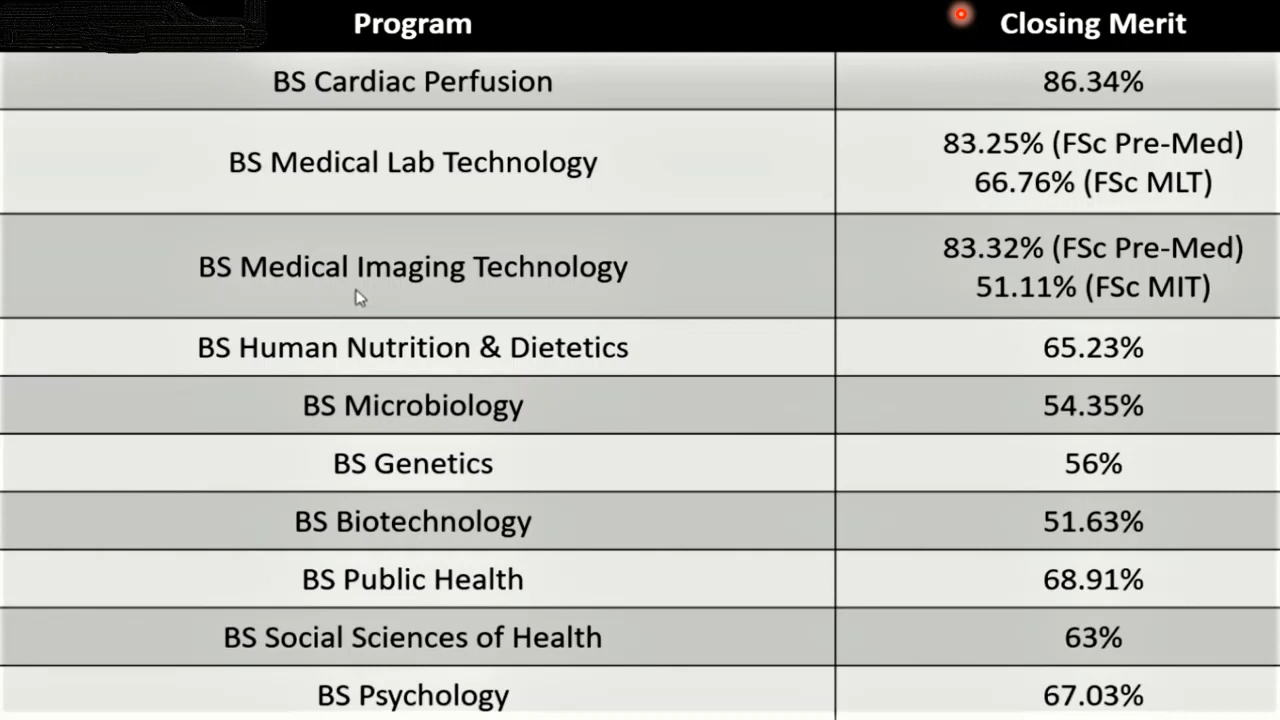 Program Closing Merit
BS Cardiac Perfusion 86.34%
BS Medical Lab Technology 83.25% (FSc Pre-Med)
66.76% (FSc MLT)
BS Medical Imaging Technology 83.32% (FSc Pre-Med)
51.11% (FSc MIT)
BS Human Nutrition & Dietetics 65.23%
BS Microbiology 54.35%
BS Genetics 56%
BS Biotechnology 51.63%
BS Public Health 68.91%
BS Social Sciences of Health 63%
BS Psychology 67.03%